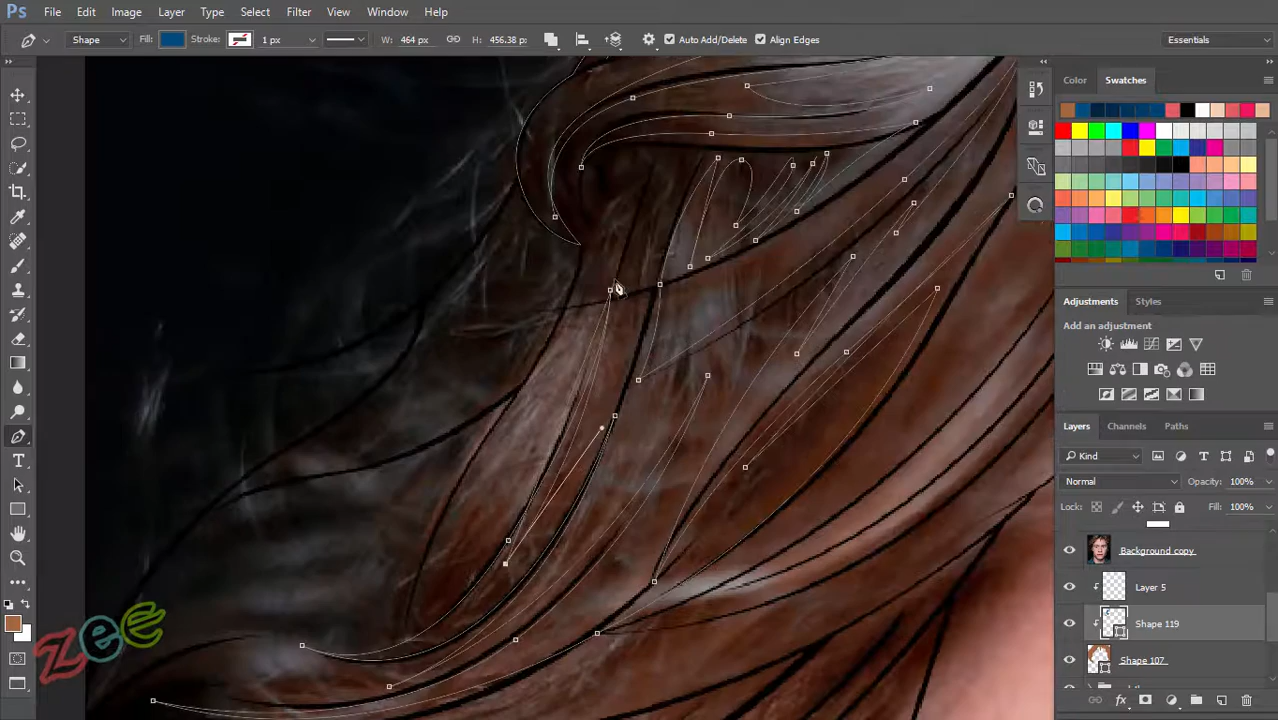 Ps File Edit Image Layer Type Select Filter View Window Help
Shape Fill: Stroke: 1 px W: 464 px H: 456.38 p: Auto Add/Delete Align Edges Essentials
Color Swatches
Adjustments Styles
Add an adjustment
Layers Channels Paths
Kind
Normal Opacity: 100%
Lock: Fill: 100%
Background copy
Layer 5
Shape 119
Shape 107
zee